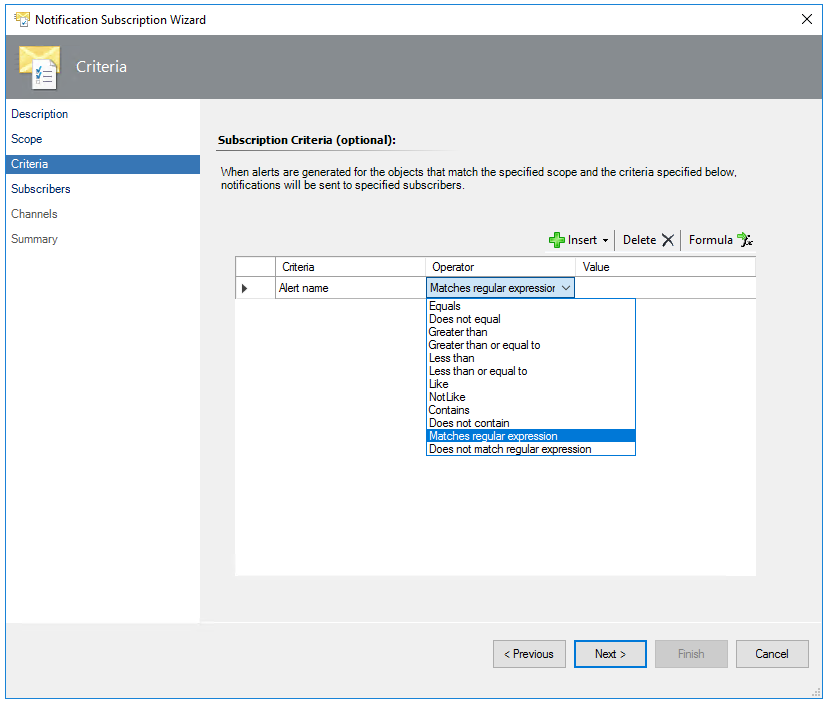 Notification Subscription Wizard
Criteria
Description
Scope
Criteria
Subscribers
Channels
Summary
Subscription Criteria (optional):
When alerts are generated for the objects that match the specified scope and the criteria specified below,
notifications will be sent to specified subscribers.
Insert Delete Formula
Criteria Operator Value
Alert name Matches regular expression
Equals
Does not equal
Greater than
Greater than or equal to
Less than
Less than or equal to
Like
NotLike
Contains
Does not contain
Matches regular expression
Does not match regular expression
< Previous Next > Finish Cancel